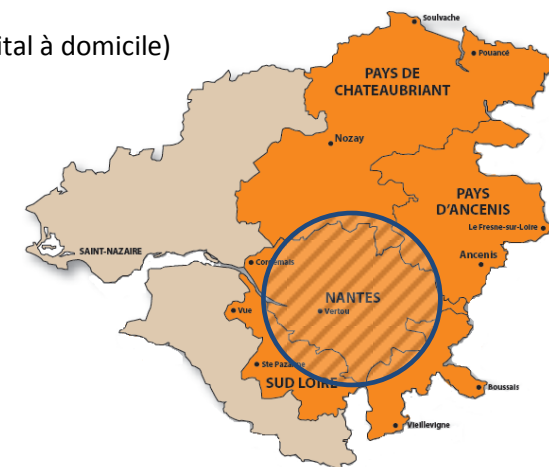 ital à domicile)
Soulvache
Pouancé
PAYS DE
CHATEAUBRIANT
Nozay
PAYS
D'ANCENIS
Le Fresne-sur-Loire
SAINT-NAZAIRE
Ancenis
Cordemais
NANTES
Vue
Vertou
Ste Pazanne
SUD LOIRE
Boussais
Vieillevigne